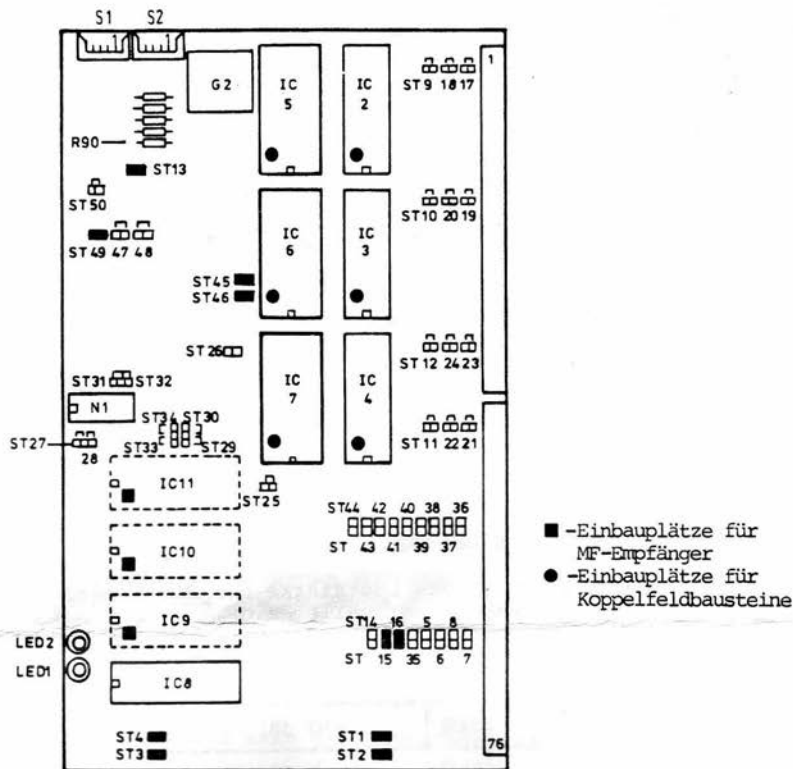 S1 S2
1 1
G2
IC 5
IC 2
1
ST9 18 17
R90
ST13
ST50
ST10 20 19
ST49 47 48
IC 6
IC 3
ST45
ST46
ST26
ST12 24 23
ST31 ST32
IC 7
IC 4
N1
ST34 ST30
ST27
28
ST33 ST29
ST11 22 21
IC11
ST25
ST44 42 40 38 36
ST 43 41 39 37
IC10
-Einbauplätze für
MF-Empfänger
-Einbauplätze für
Koppelfeldbausteine
IC9
ST14 16 5 8
ST 15 35 6 7
LED2
LED1
IC8
ST4
ST3
ST1
ST2
76